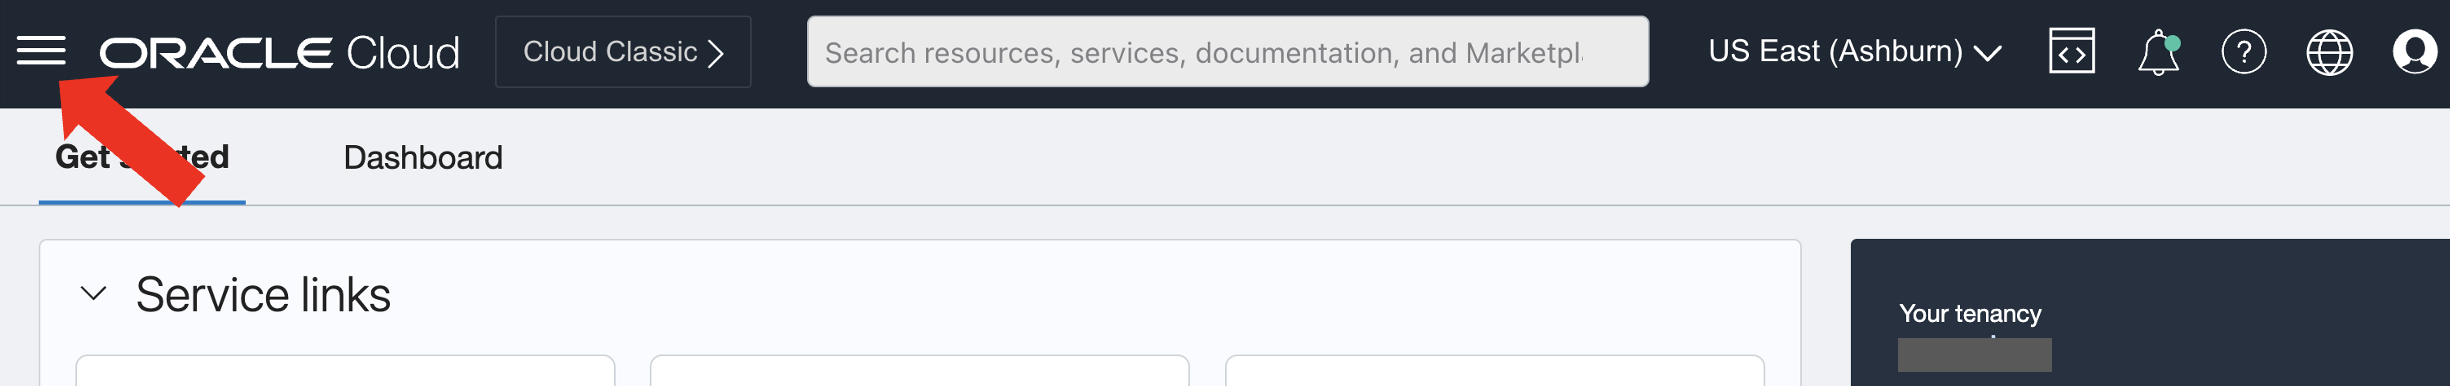 ORACLE Cloud
Cloud Classic
Search resources, services, documentation, and Marketpl
US East (Ashburn)
?
Get ted
Dashboard
Service links
Your tenancy